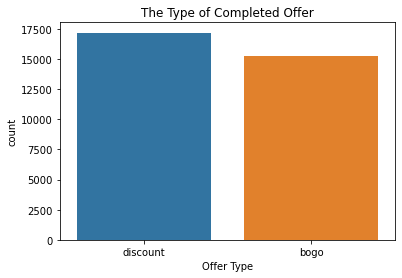 The Type of Completed Offer
17500
15000
12500
10000
7500
5000
2500
0
count
discount bogo
Offer Type